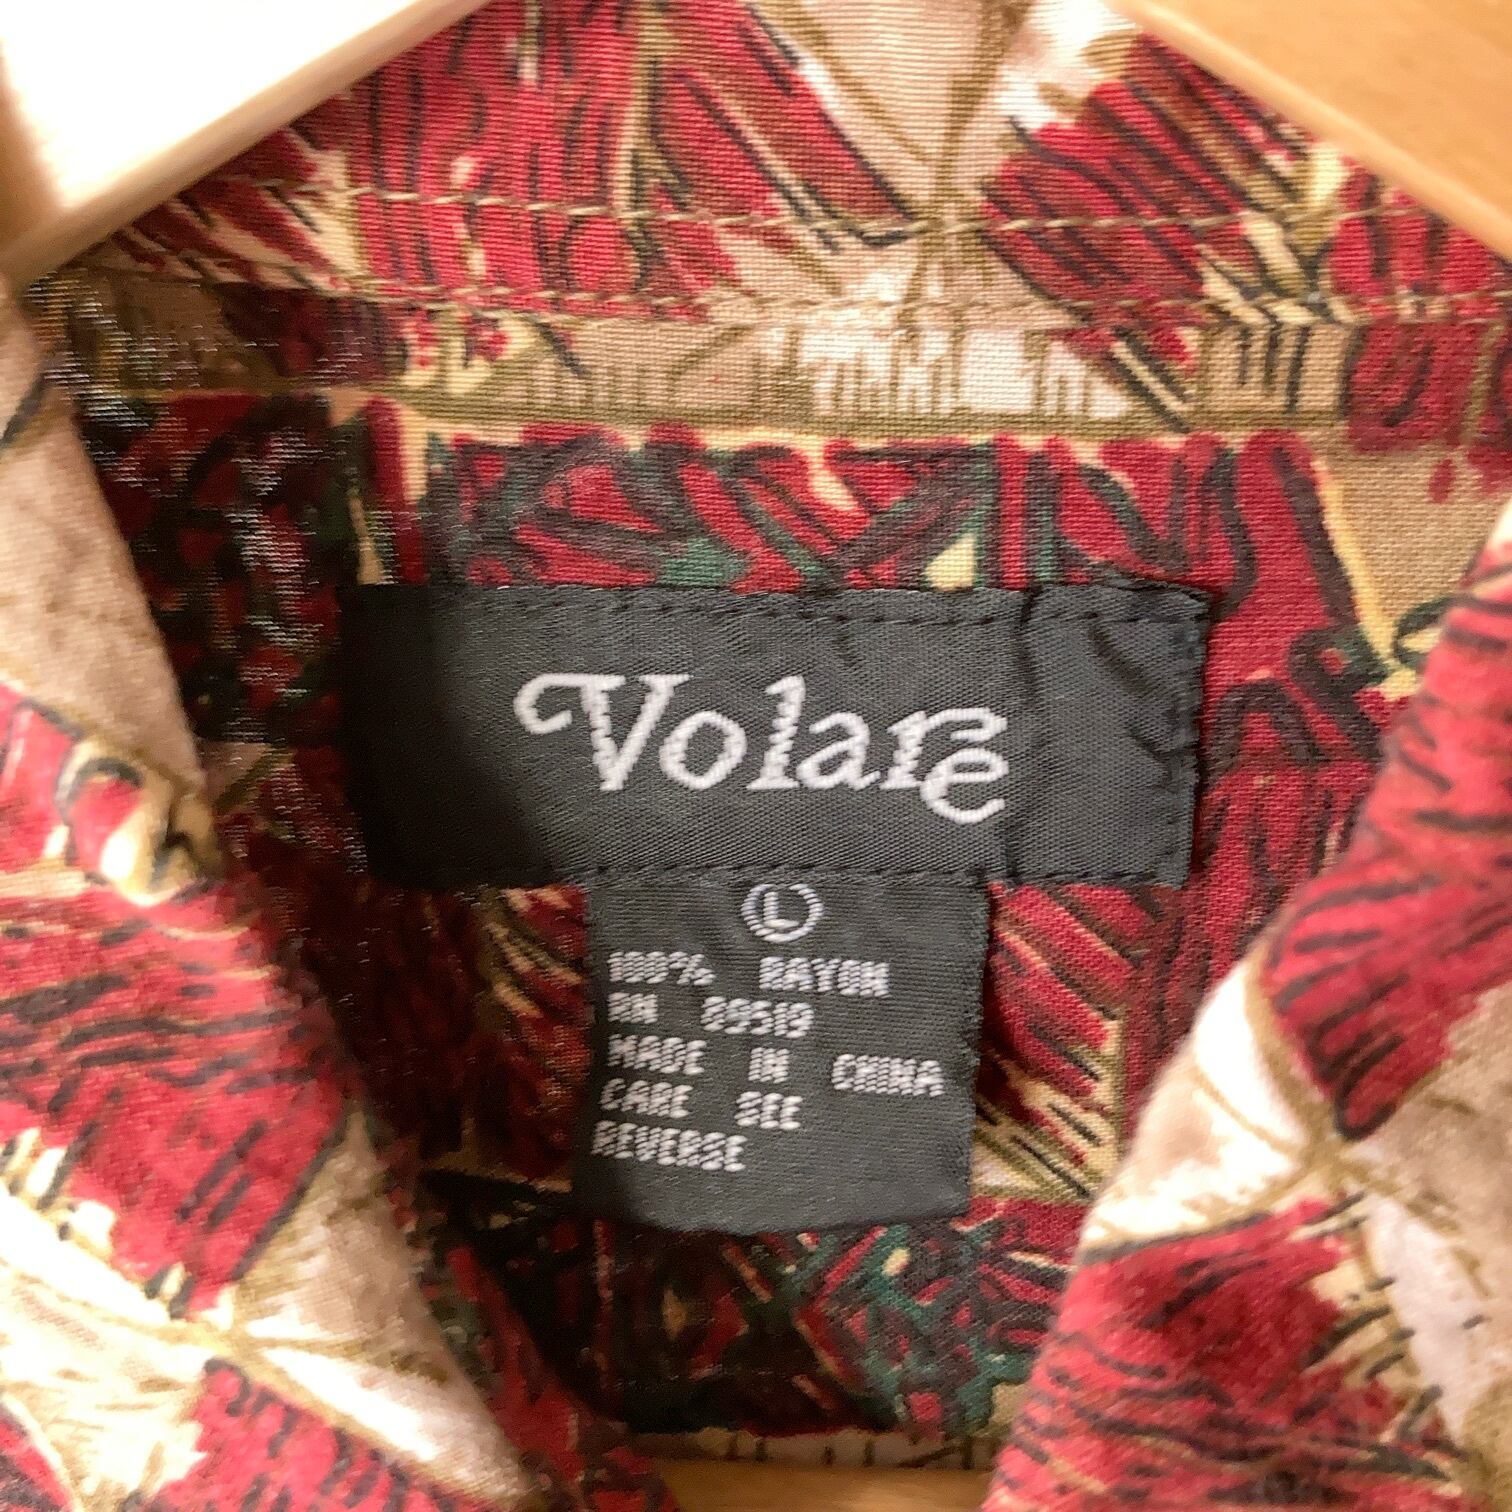 Volare
L
100% RAYON
RN 89519
MADE IN CHINA
CARE SEE
REVERSE